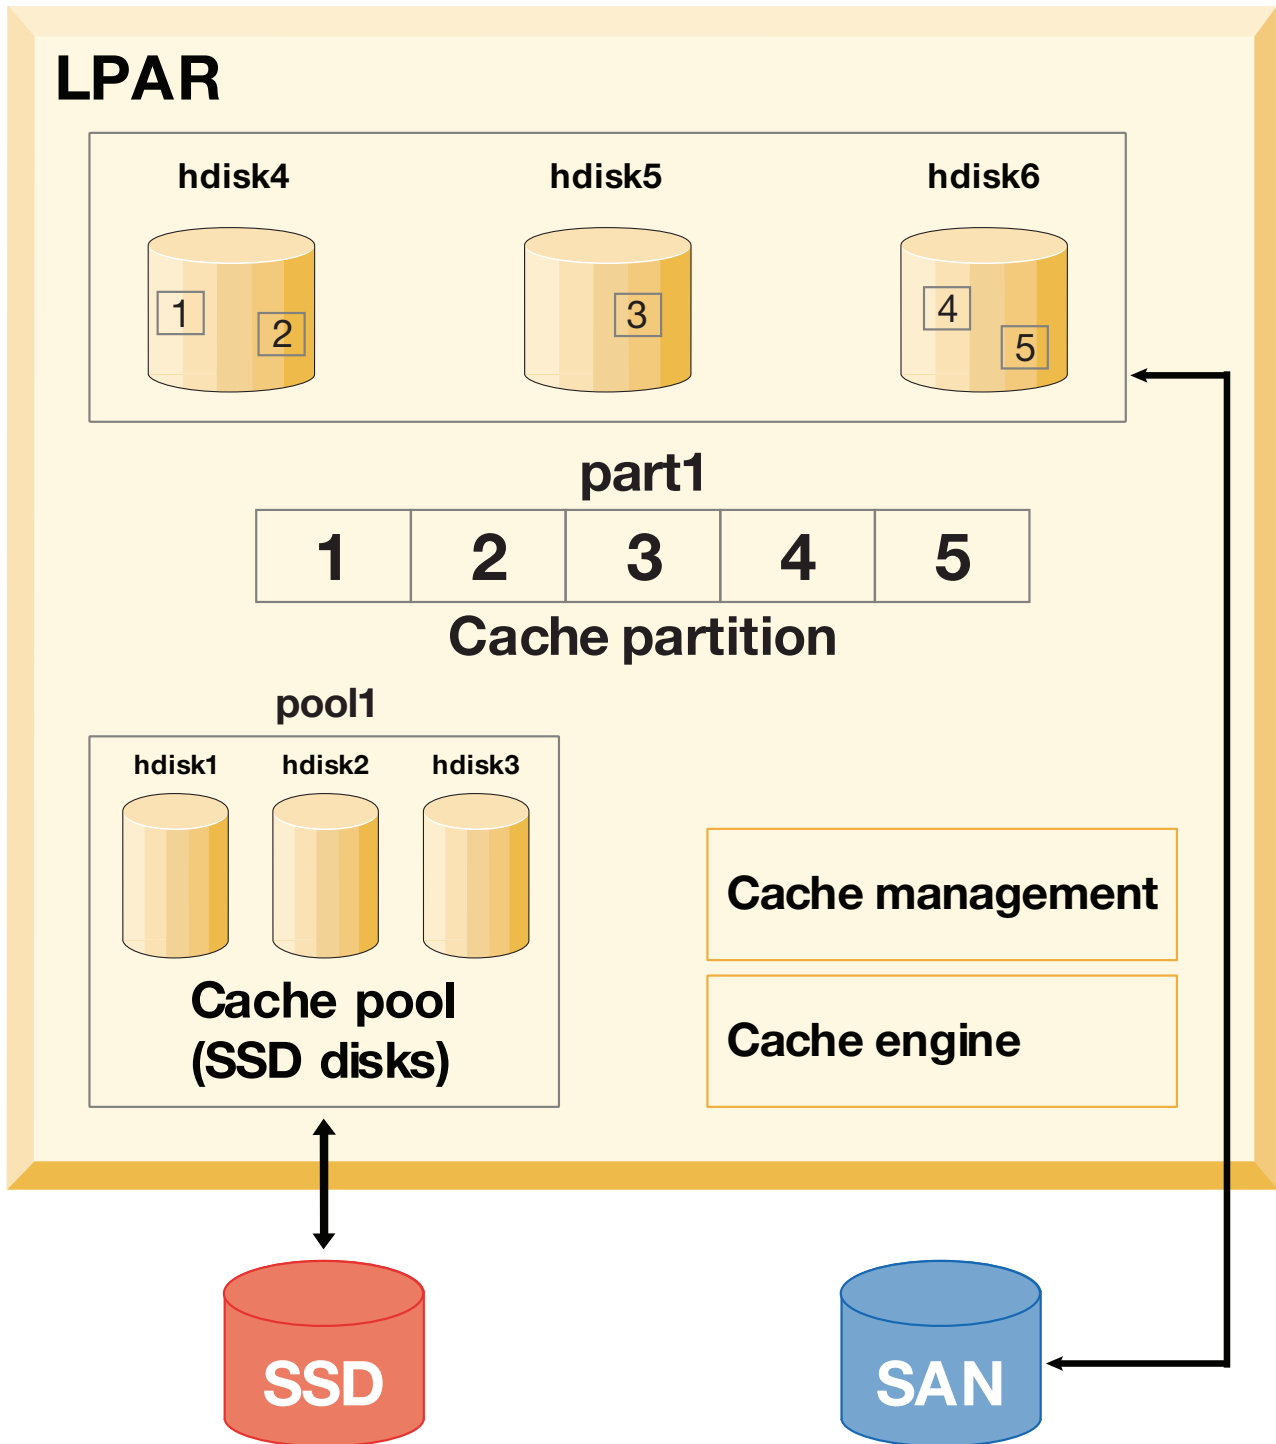 LPAR
hdisk4 hdisk5 hdisk6
1 2 3 4 5
part1
1 2 3 4 5
Cache partition
pool1
hdisk1 hdisk2 hdisk3
Cache pool
(SSD disks)
Cache management
Cache engine
SSD SAN